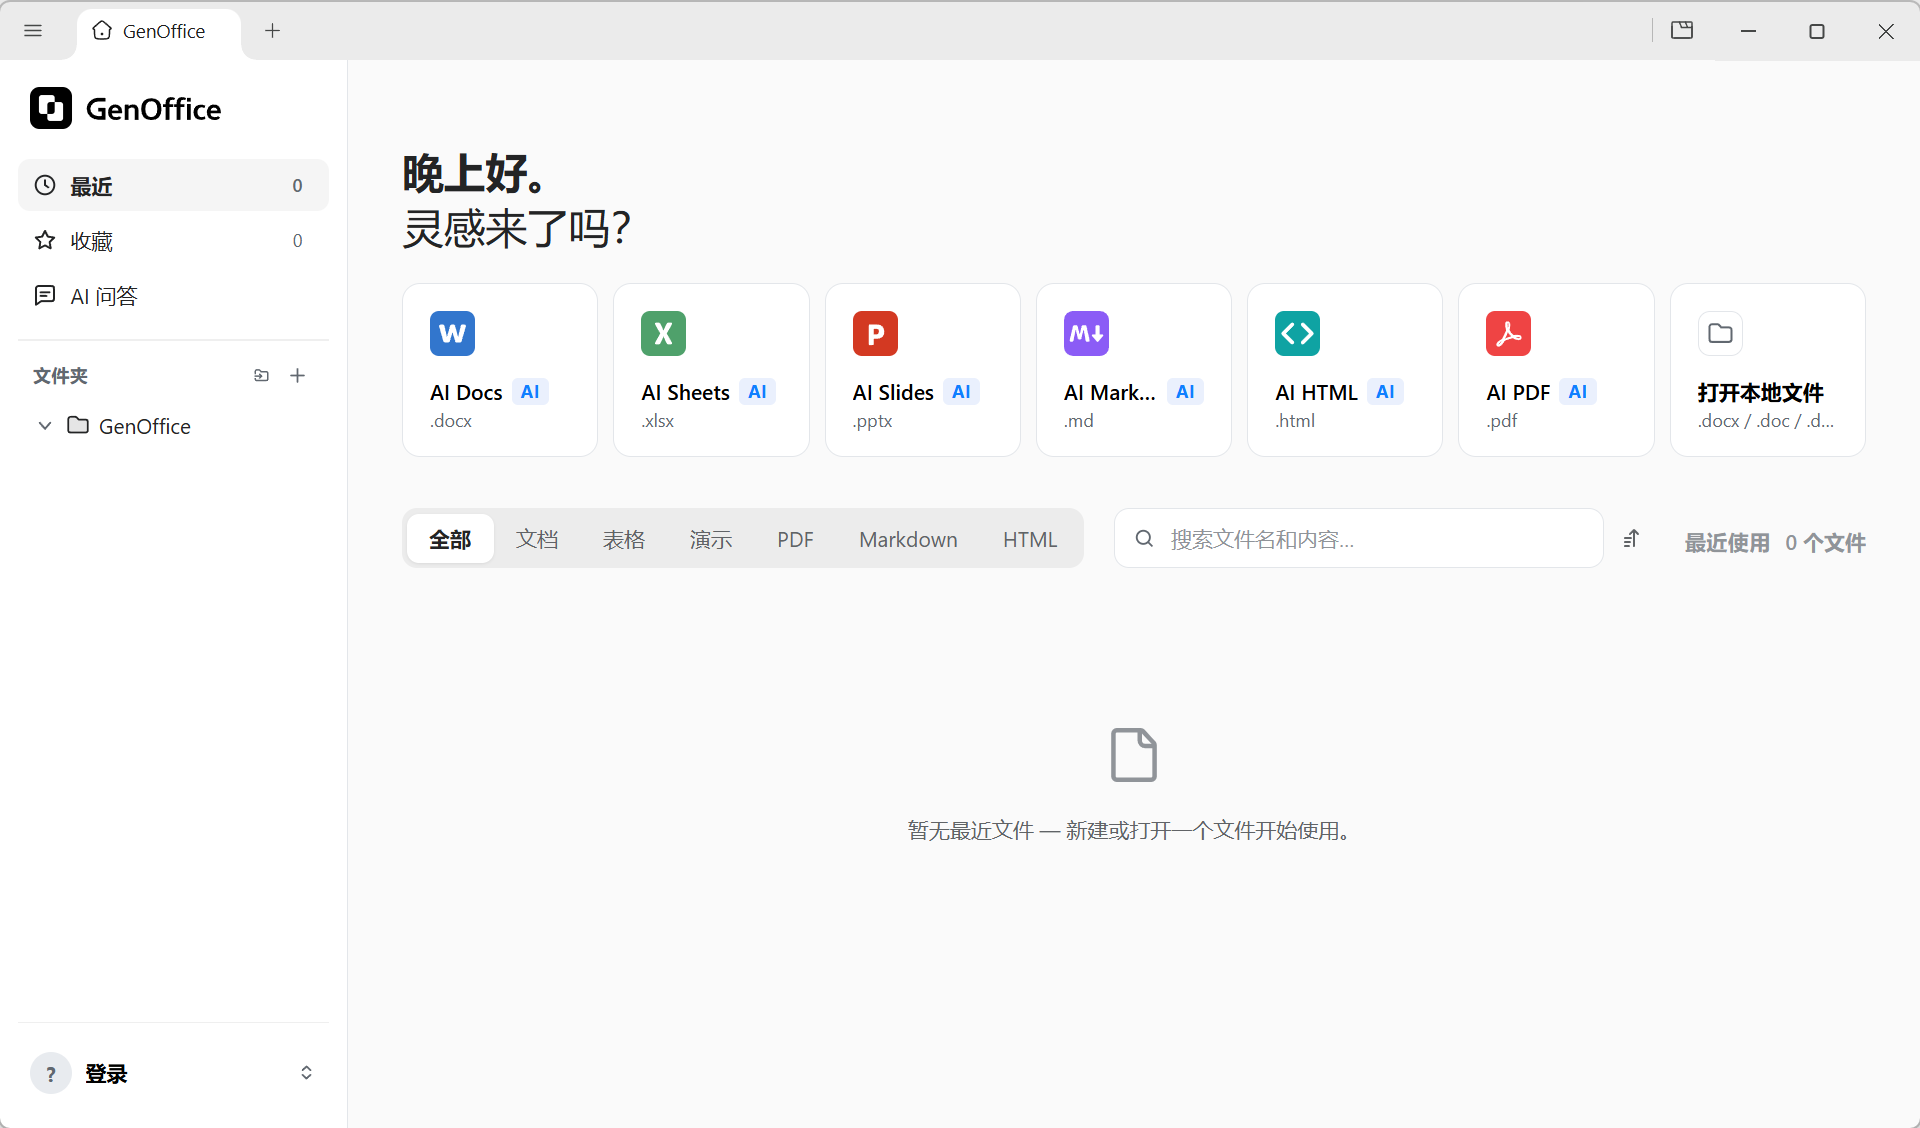 GenOffice
GenOffice
最近 0
收藏 0
AI 问答
文件夹
GenOffice
? 登录
晚上好。
灵感来了吗？
W
AI Docs AI
.docx
X
AI Sheets AI
.xlsx
P
AI Slides AI
.pptx
M↓
AI Mark... AI
.md
<>
AI HTML AI
.html
AI PDF AI
.pdf
打开本地文件
.docx / .doc / .d...
全部 文档 表格 演示 PDF Markdown HTML
搜索文件名和内容...
最近使用 0 个文件
暂无最近文件 — 新建或打开一个文件开始使用。